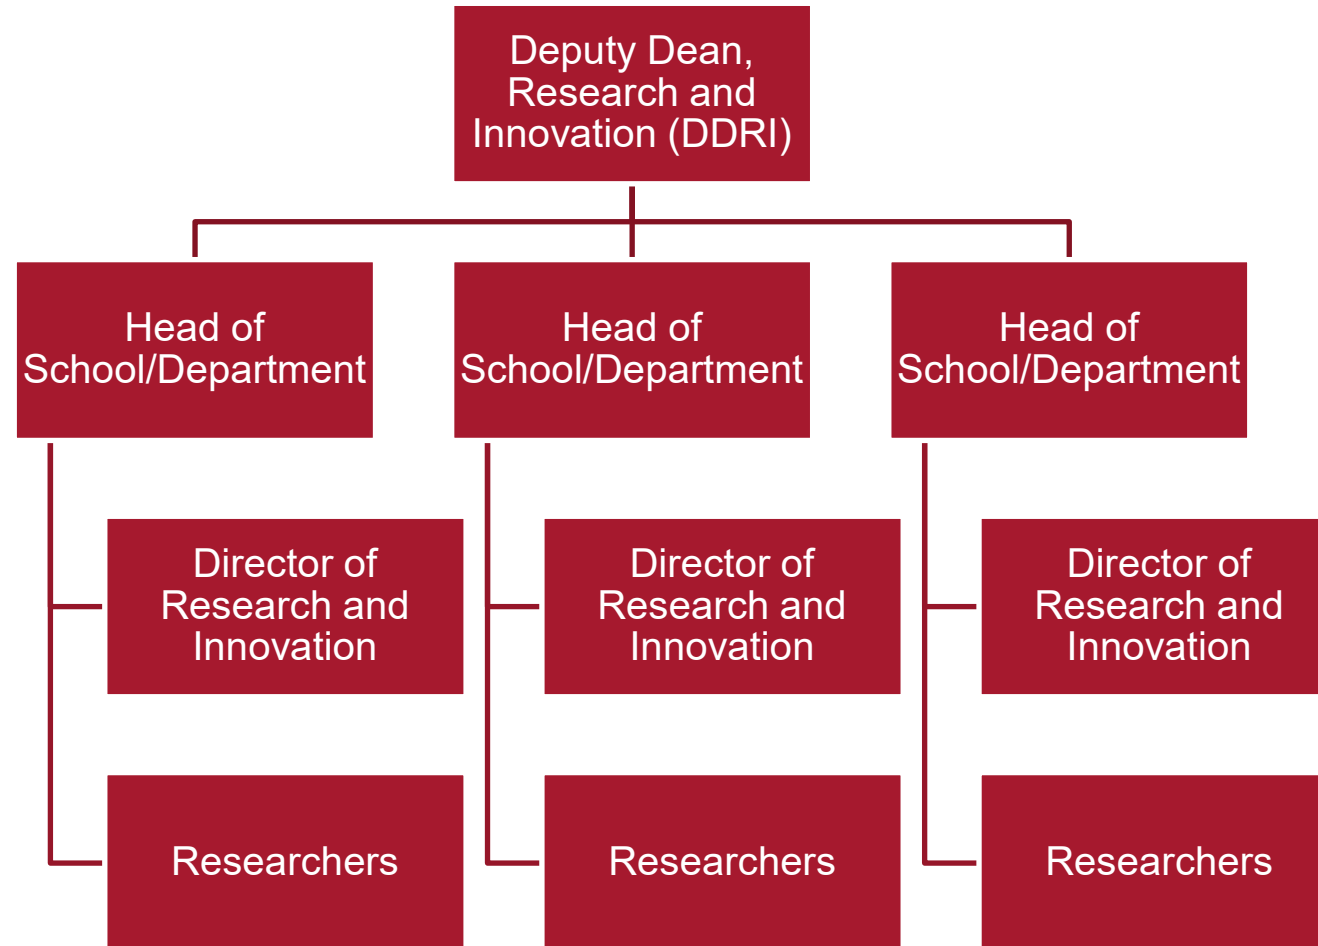 Deputy Dean,
Research and
Innovation (DDRI)
Head of
School/Department
Head of
School/Department
Head of
School/Department
Director of
Research and
Innovation
Director of
Research and
Innovation
Director of
Research and
Innovation
Researchers
Researchers
Researchers